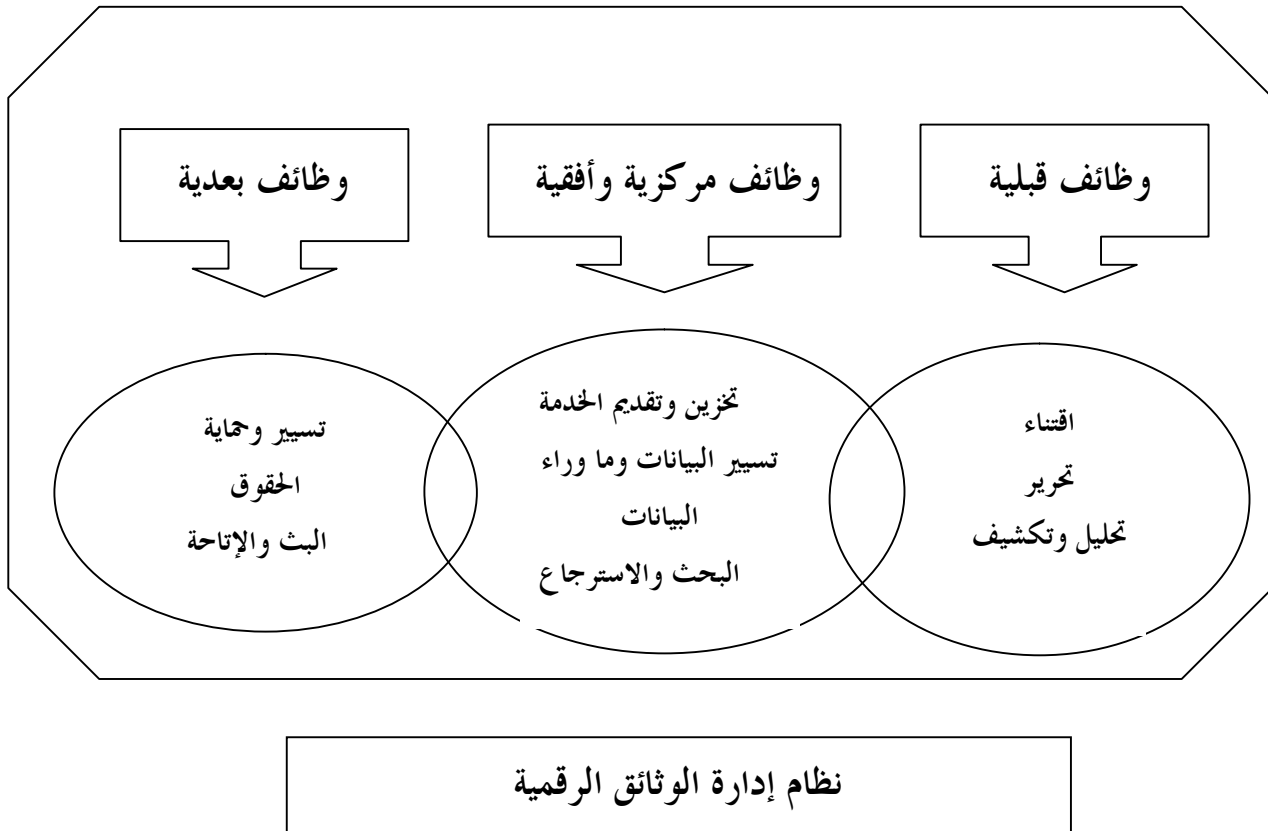 وظائف قبلية
وظائف مركزية وأفقية
وظائف بعدية
اقتناء
تحرير
تحليل وتكشيف
تخزين وتقديم الخدمة
تسيير البيانات وما وراء
البيانات
البحث والاسترجاع
تسيير وحماية
الحقوق
البث والإتاحة
نظام إدارة الوثائق الرقمية